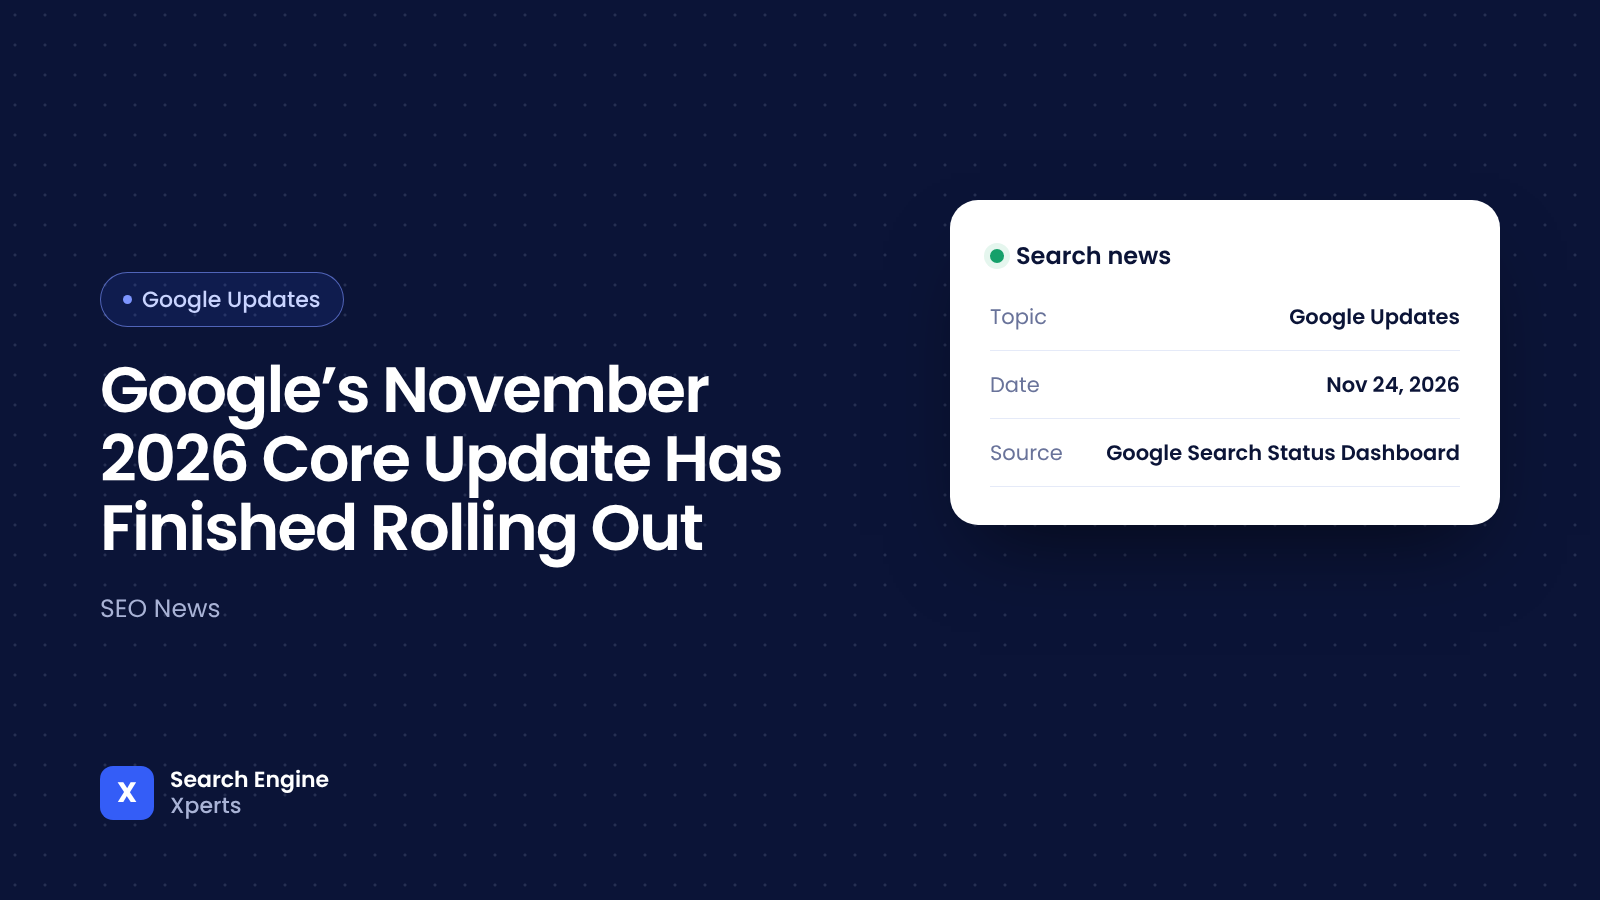 Google Updates
Google’s November
2026 Core Update Has
Finished Rolling Out
SEO News
X
Search Engine
Xperts
Search news
Topic Google Updates
Date Nov 24, 2026
Source Google Search Status Dashboard